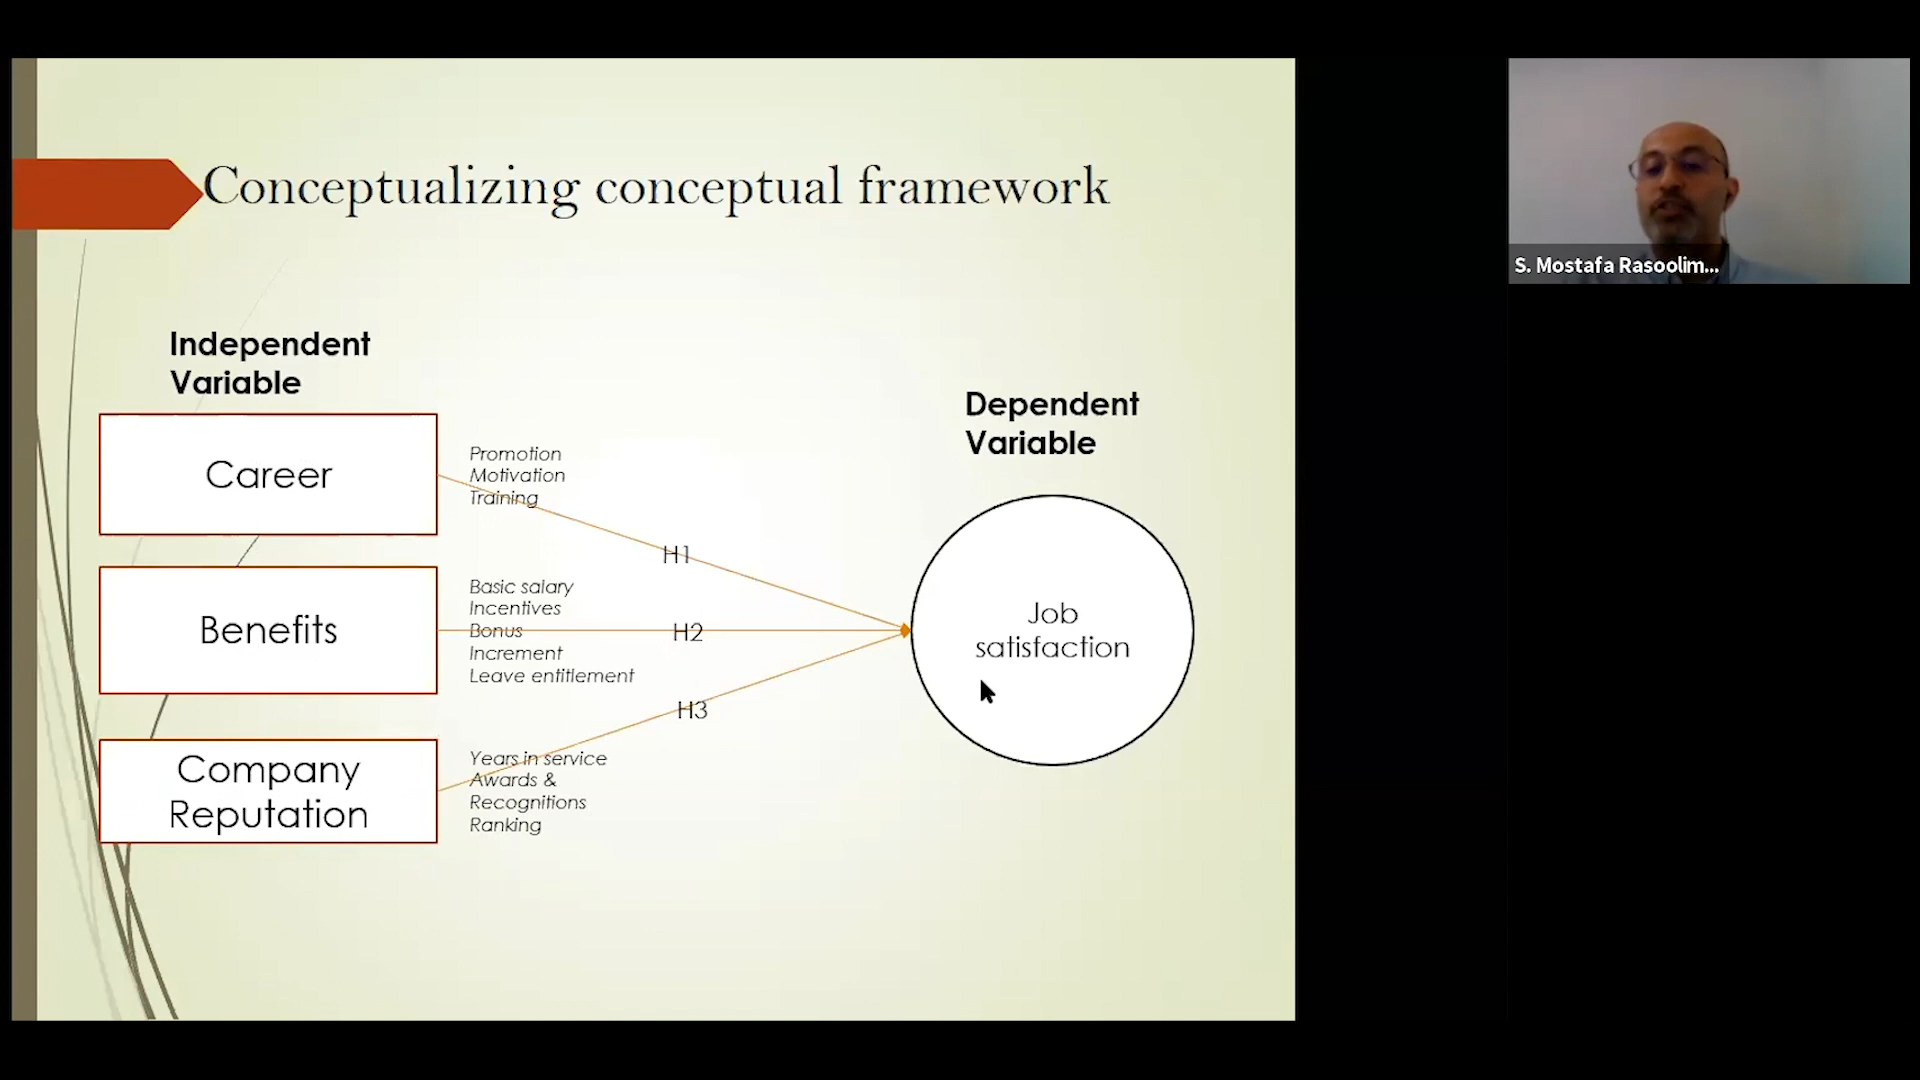 Conceptualizing conceptual framework
Independent
Variable
Career
Promotion
Motivation
Training
H1
Benefits
Basic salary
Incentives
Bonus
Increment
Leave entitlement
H2
Company
Reputation
Years in service
Awards &
Recognitions
Ranking
H3
Dependent
Variable
Job
satisfaction
S. Mostafa Rasoolim...